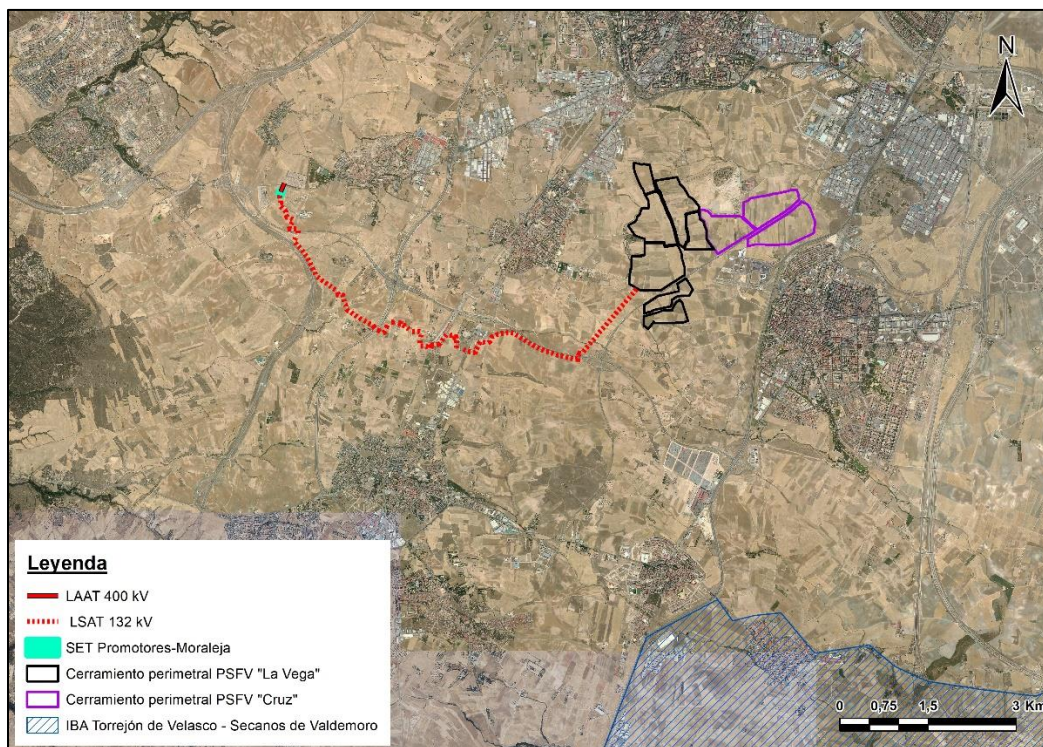 N
Leyenda
LAAT 400 kV
LSAT 132 kV
SET Promotores-Moraleja
Cerramiento perimetral PSFV "La Vega"
Cerramiento perimetral PSFV "Cruz"
IBA Torrejón de Velasco - Secanos de Valdemoro
0 0,75 1,5 3 Km